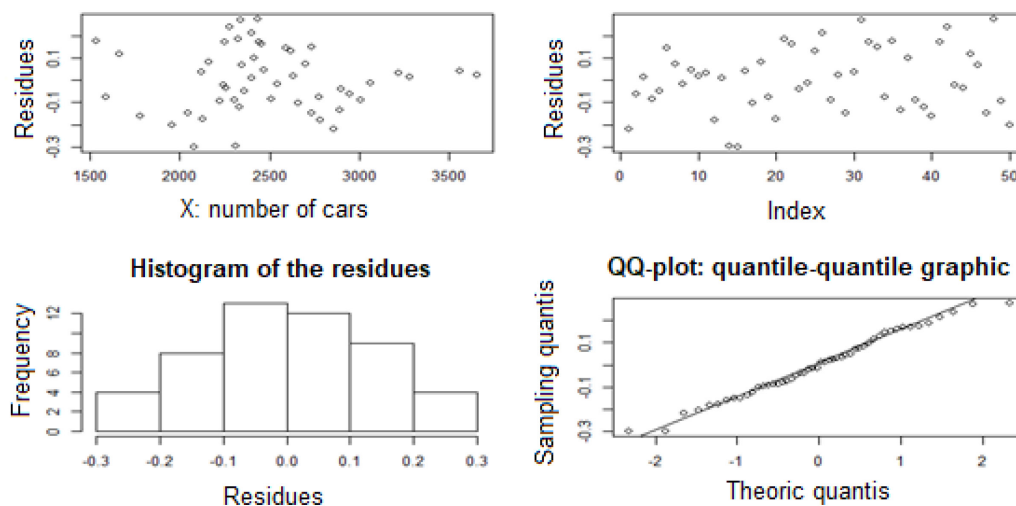 Residues
0.1
-0.1
-0.3
1500 2000 2500 3000 3500
X: number of cars
Residues
0.1
-0.1
-0.3
0 10 20 30 40 50
Index
Histogram of the residues
Frequency
12
8
4
2
0
-0.3 -0.2 -0.1 0.0 0.1 0.2 0.3
Residues
QQ-plot: quantile-quantile graphic
Sampling quantis
0.1
-0.1
-0.3
-2 -1 0 1 2
Theoric quantis